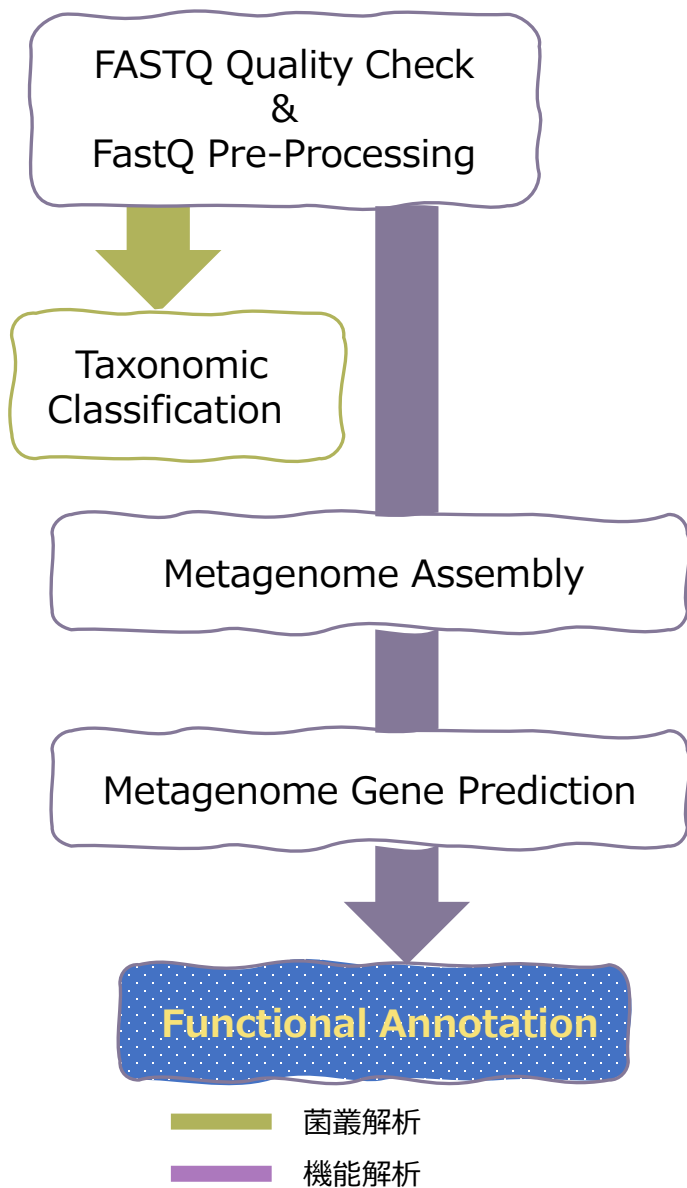 FASTQ Quality Check
&
FastQ Pre-Processing
Taxonomic
Classification
Metagenome Assembly
Metagenome Gene Prediction
Functional Annotation
菌叢解析
機能解析